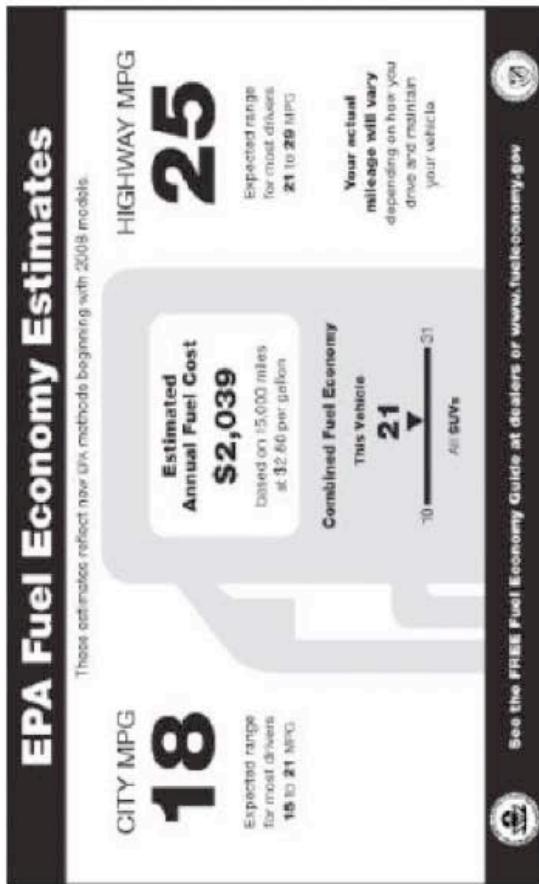 EPA Fuel Economy Estimates
These estimates reflect new EPA methods beginning with 2008 models.
CITY MPG
18
Expected range
for most drivers
15 to 21 MPG
Estimated
Annual Fuel Cost
$2,039
based on 15,000 miles
at $2.80 per gallon
Combined Fuel Economy
This Vehicle
21
10 31
All SUVs
HIGHWAY MPG
25
Expected range
for most drivers
21 to 29 MPG
Your actual
mileage will vary
depending on how you
drive and maintain
your vehicle.
See the FREE Fuel Economy Guide at dealers or www.fueleconomy.gov